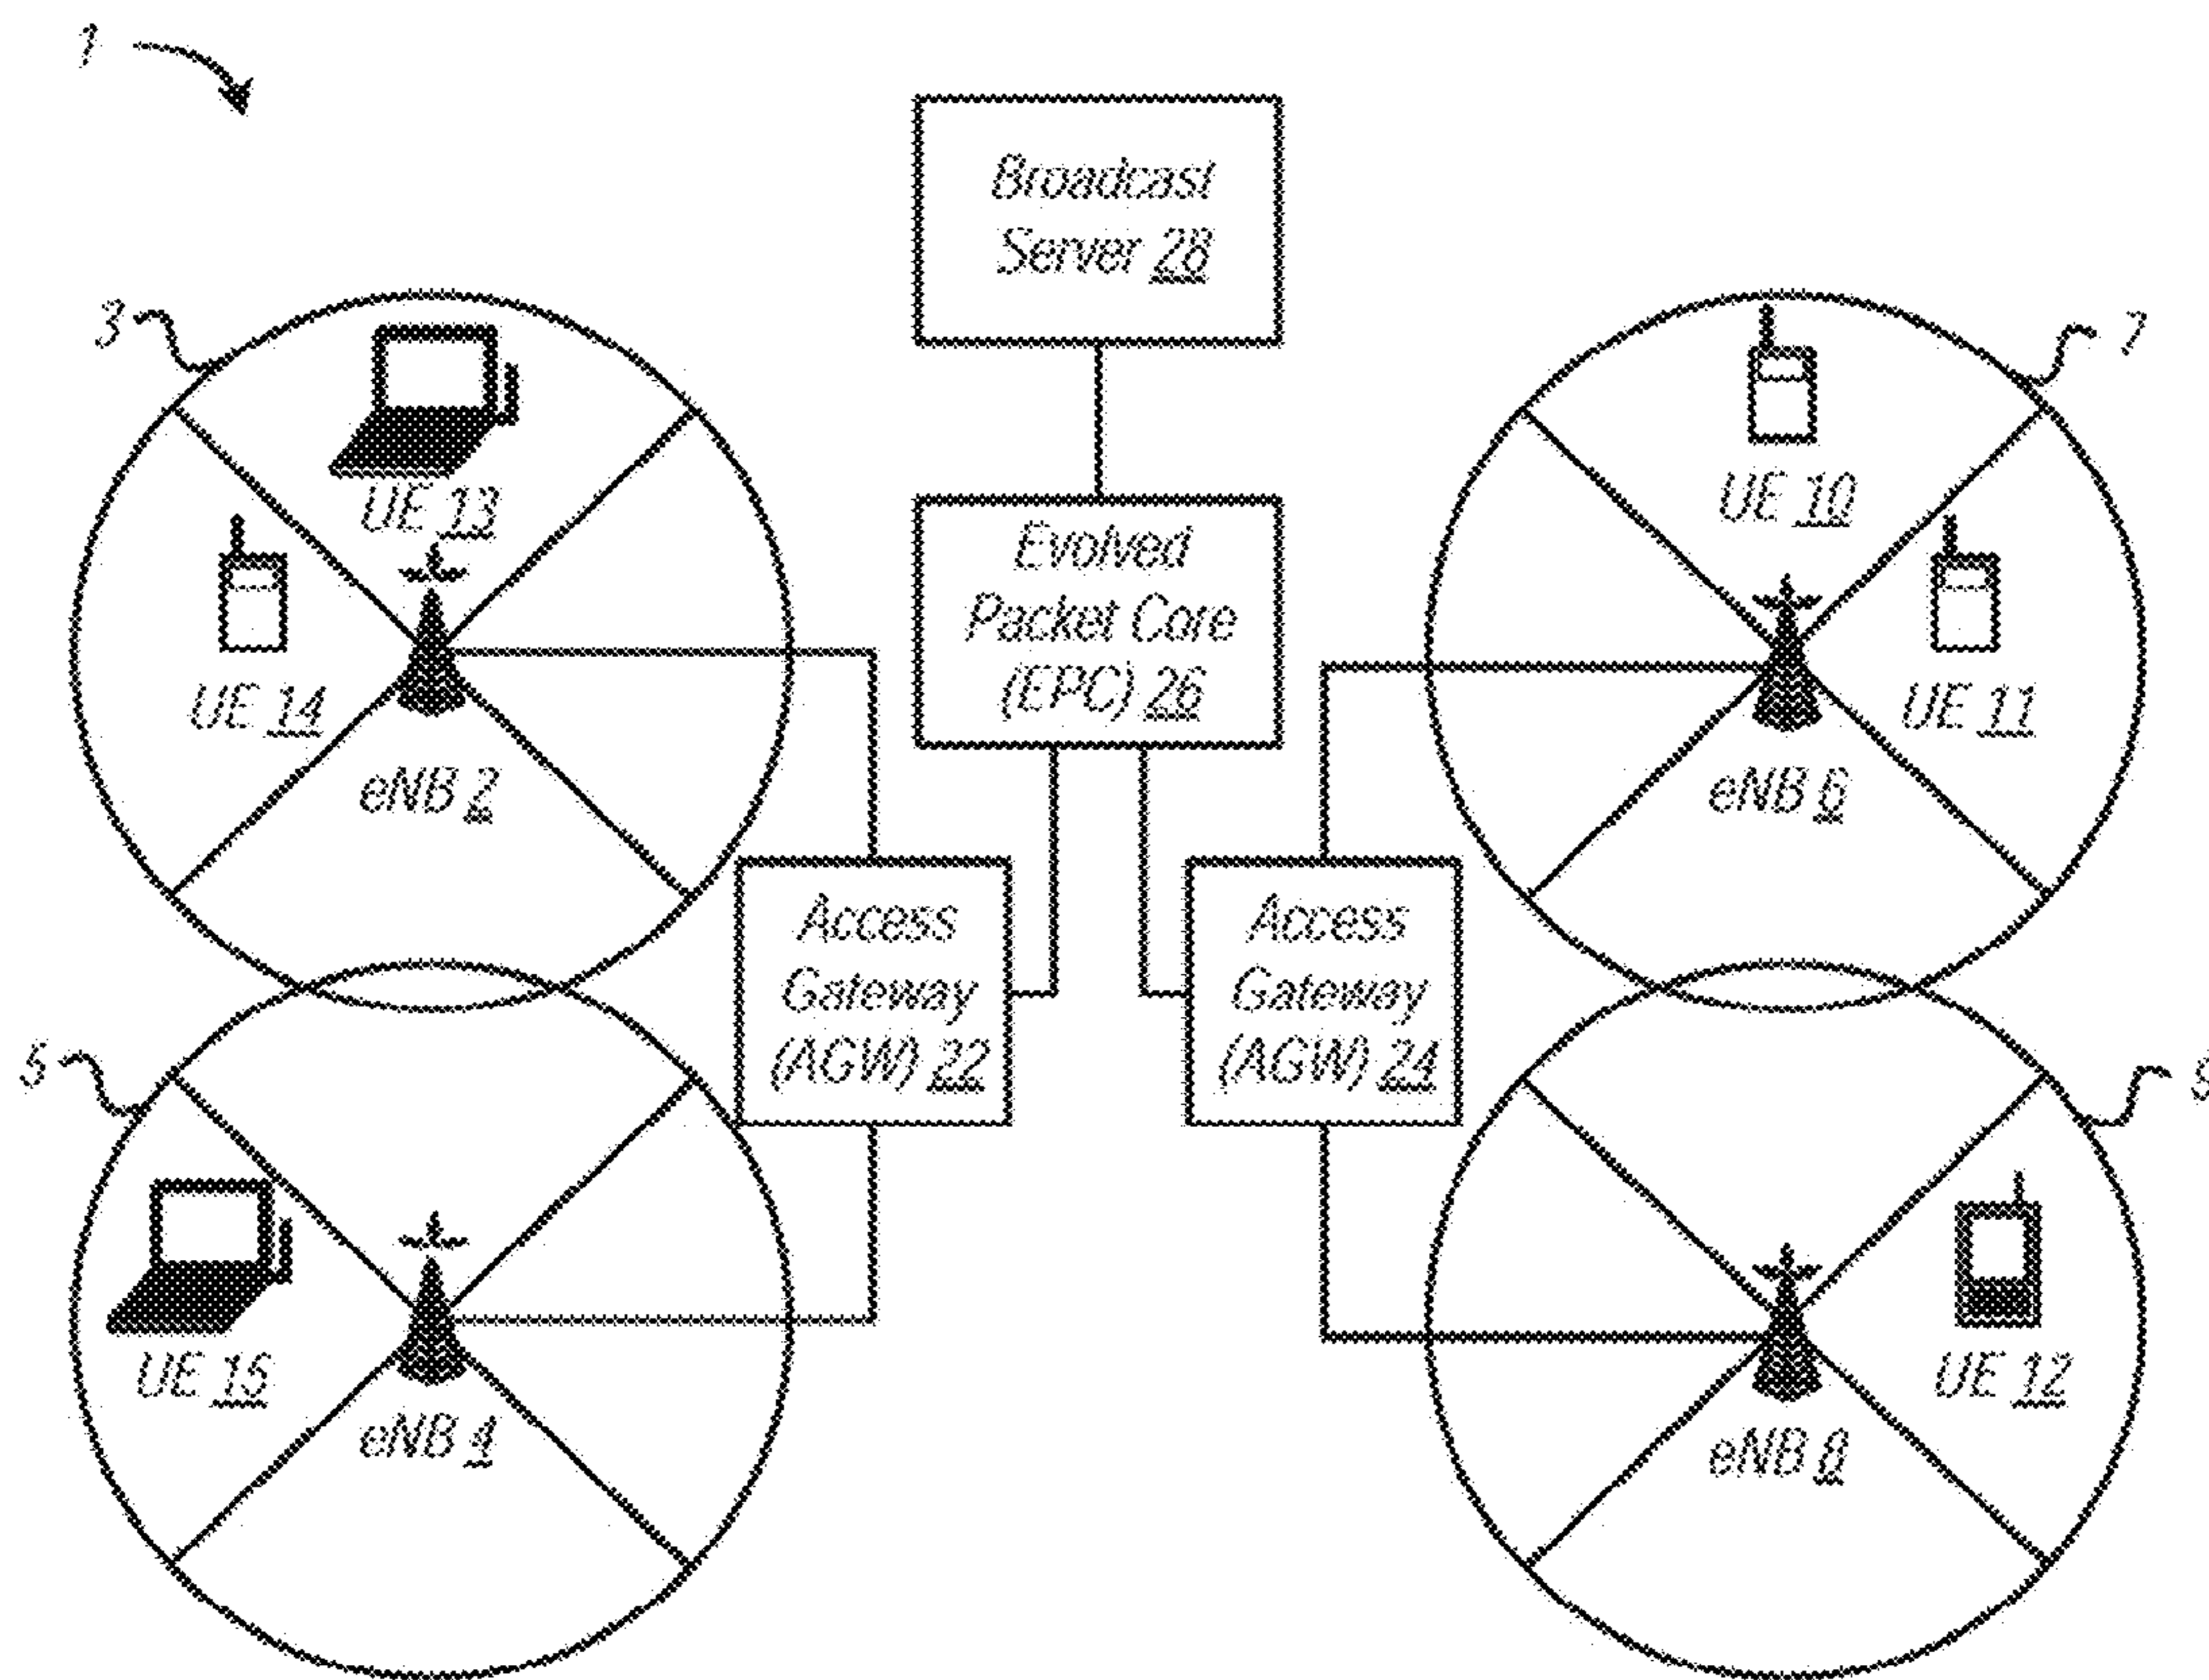 1
Broadcast
Server 28
3
7
UE 13
UE 10
Evolved
Packet Core
(EPC) 26
UE 14
UE 11
eNB 2
eNB 6
Access
Gateway
(AGW) 22
Access
Gateway
(AGW) 24
5
UE 15
UE 12
eNB 4
eNB 8